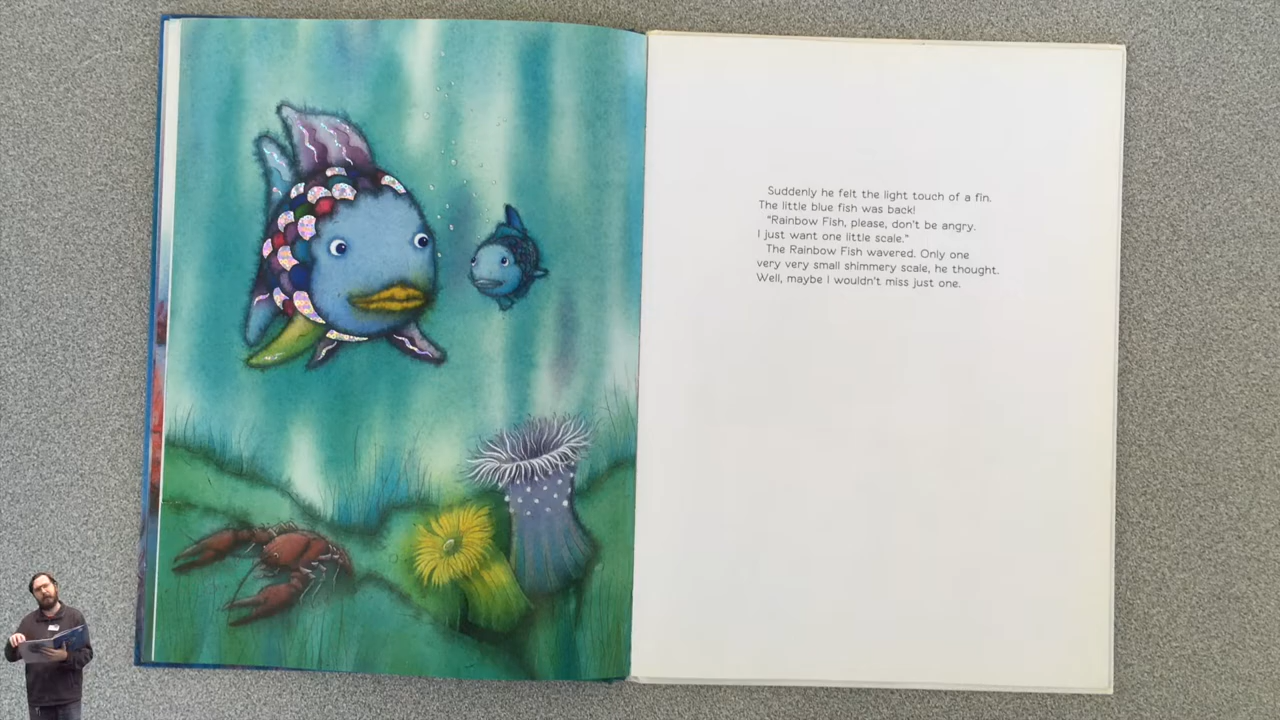 Suddenly he felt the light touch of a fin.
The little blue fish was back!
"Rainbow Fish, please, don't be angry.
I just want one little scale."
The Rainbow Fish wavered. Only one
very very small shimmery scale, he thought.
Well, maybe I wouldn't miss just one.